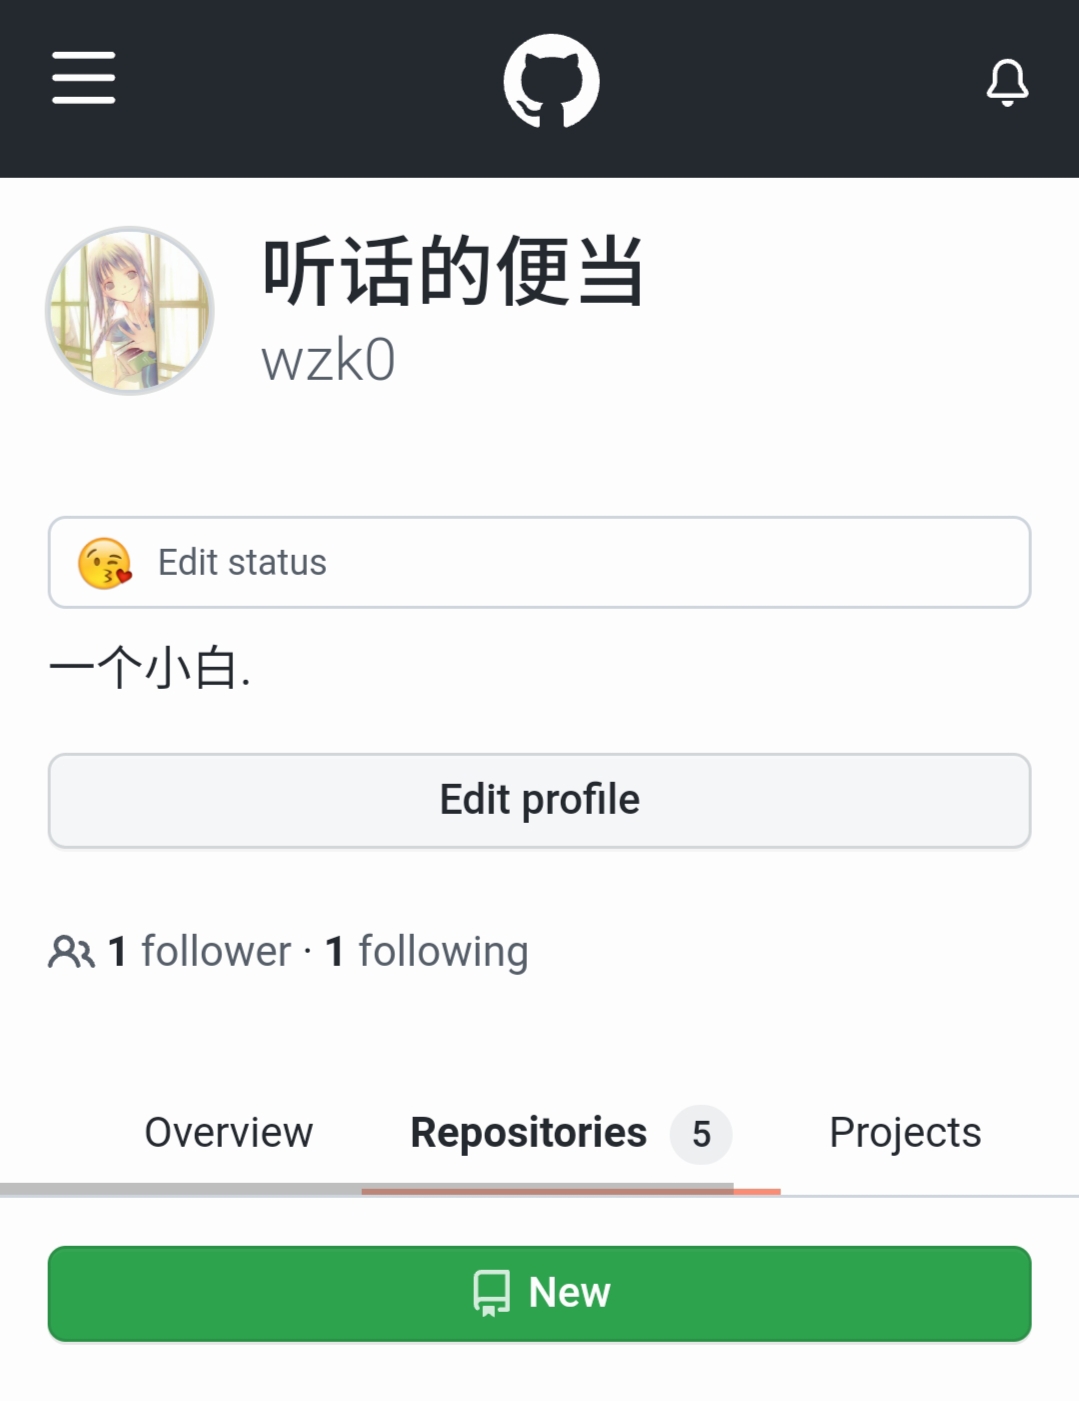 听话的便当
wzk0
Edit status
一个小白.
Edit profile
1 follower · 1 following
Overview Repositories 5 Projects
New